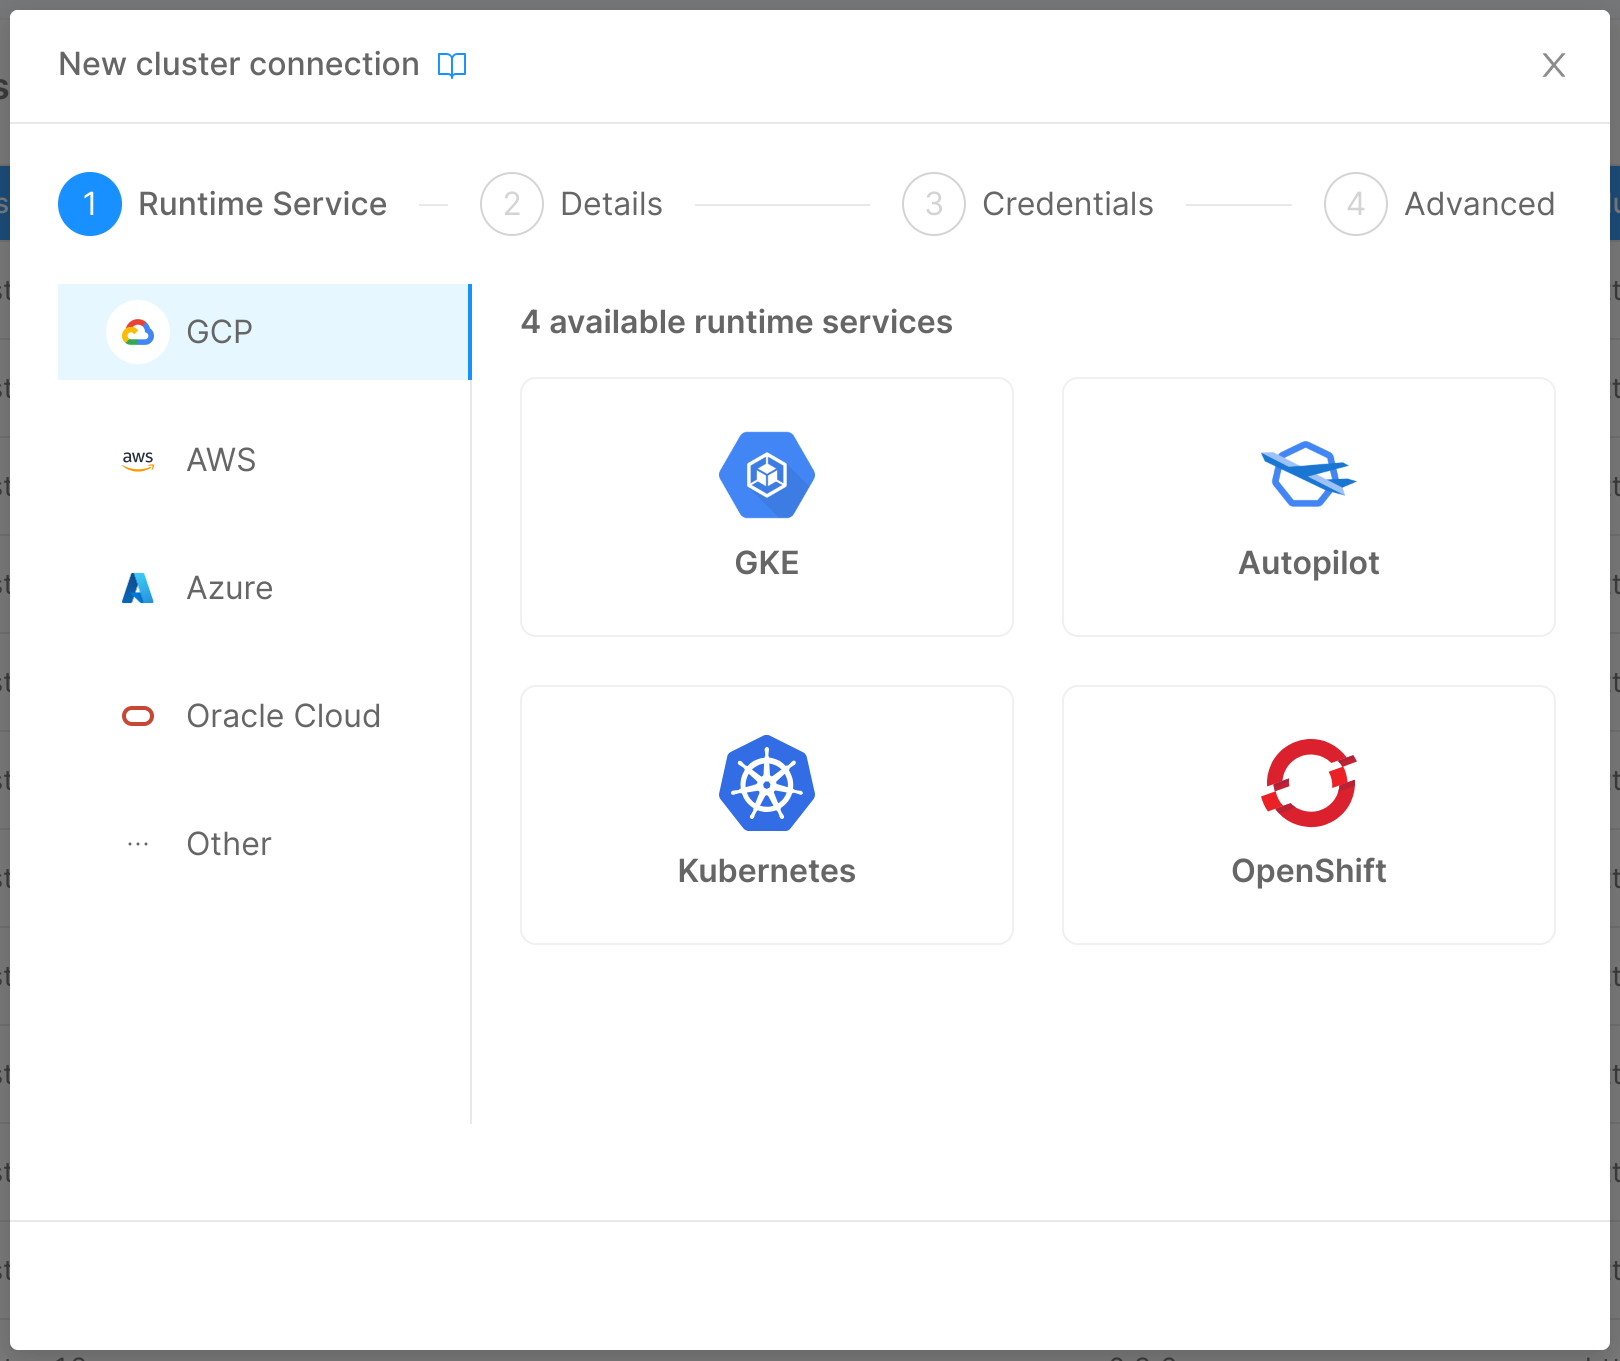 New cluster connection
1 Runtime Service
2 Details
3 Credentials
4 Advanced
GCP
aws AWS
Azure
Oracle Cloud
Other
4 available runtime services
GKE
Autopilot
Kubernetes
OpenShift